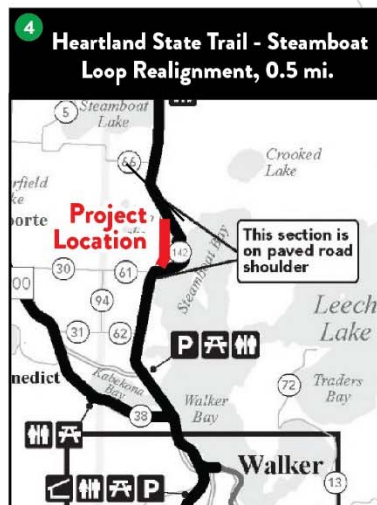 4
Heartland State Trail - Steamboat
Loop Realignment, 0.5 mi.
Steamboat
Lake
5
66
Crooked
Lake
Project
Location
This section is
on paved road
shoulder
142
Steamboat Bay
30
61
94
31
62
Leech
Lake
P
nedict
Kabekona
Bay
72
Traders
Bay
Walker
Bay
38
Walker
13
P